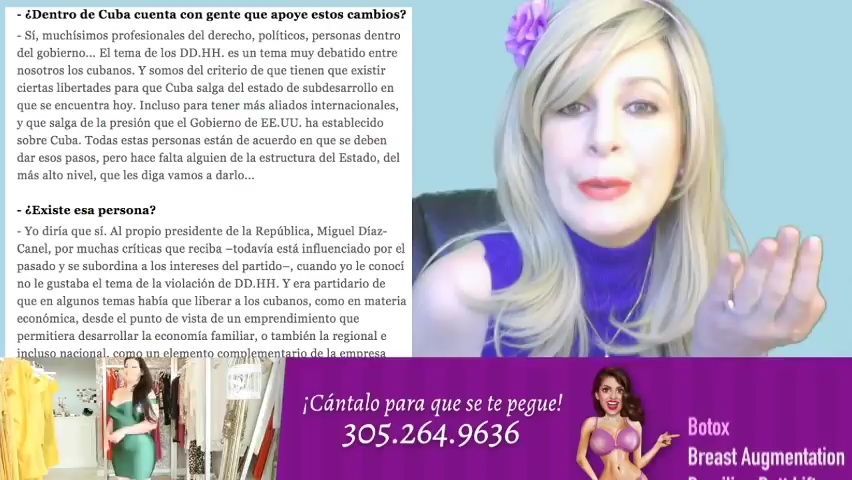 - ¿Dentro de Cuba cuenta con gente que apoye estos cambios?
- Sí, muchísimos profesionales del derecho, políticos, personas dentro
del gobierno... El tema de los DD.HH. es un tema muy debatido entre
nosotros los cubanos. Y somos del criterio de que tienen que existir
ciertas libertades para que Cuba salga del estado de subdesarrollo en
que se encuentra hoy. Incluso para tener más aliados internacionales,
y que salga de la presión que el Gobierno de EE.UU. ha establecido
sobre Cuba. Todas estas personas están de acuerdo en que se deben
dar esos pasos, pero hace falta alguien de la estructura del Estado, del
más alto nivel, que les diga vamos a darlo...
- ¿Existe esa persona?
- Yo diría que sí. Al propio presidente de la República, Miguel Díaz-
Canel, por muchas críticas que reciba –todavía está influenciado por el
pasado y se subordina a los intereses del partido–, cuando yo le conocí
no le gustaba el tema de la violación de DD.HH. Y era partidario de
que en algunos temas había que liberar a los cubanos, como en materia
económica, desde el punto de vista de un emprendimiento que
permitiera desarrollar la economía familiar, o también la regional e
incluso nacional, como un elemento complementario de la empresa
¡Cántalo para que se te pegue!
305.264.9636
Botox
Breast Augmentation